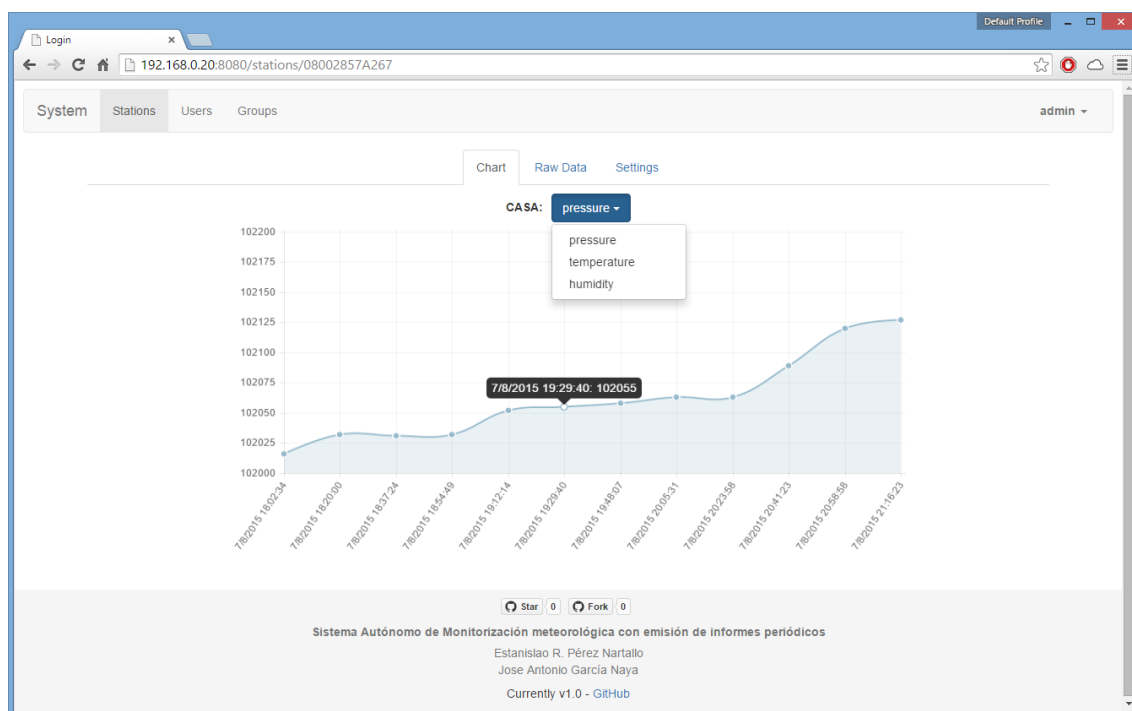 Default Profile
Login
192.168.0.20:8080/stations/08002857A267
System Stations Users Groups admin
Chart Raw Data Settings
CASA: pressure
pressure
temperature
humidity
102200
102175
102150
102125
102100
102075
102050
102025
102000
7/8/2015 19:29:40: 102055
7/8/2015 18:02:34
7/8/2015 18:20:00
7/8/2015 18:37:24
7/8/2015 18:54:49
7/8/2015 19:12:14
7/8/2015 19:29:40
7/8/2015 19:48:07
7/8/2015 20:05:31
7/8/2015 20:23:58
7/8/2015 20:41:23
7/8/2015 20:58:58
7/8/2015 21:16:23
Star 0 Fork 0
Sistema Autónomo de Monitorización meteorológica con emisión de informes periódicos
Estanislao R. Pérez Nartallo
Jose Antonio García Naya
Currently v1.0 - GitHub